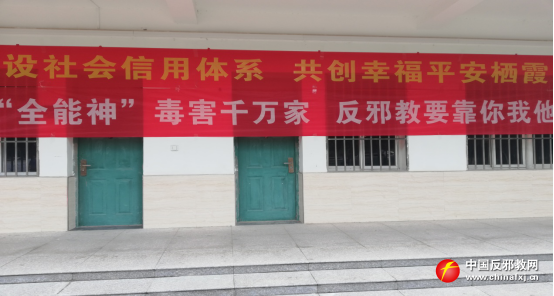 设社会信用体系 共创幸福平安栖霞
“全能神” 毒害千万家 反邪教要靠你我他
中国反邪教网
www.chinafxj.cn